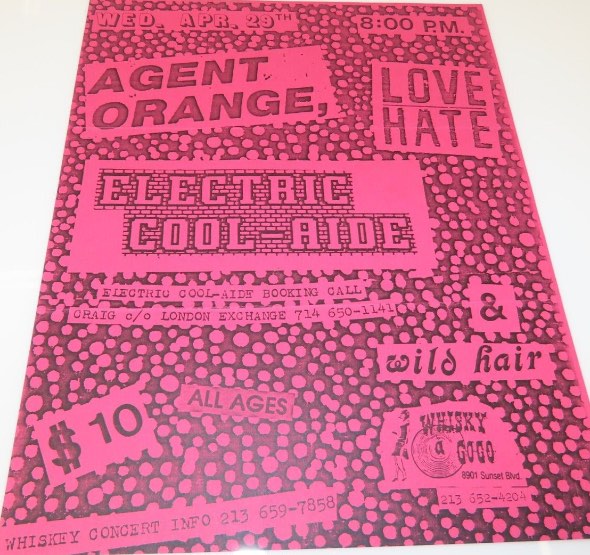 WED. APR. 29TH
8:00 P.M.
AGENT
ORANGE,
LOVE
HATE
ELECTRIC
COOL-AIDE
ELECTRIC COOL-AIDE BOOKING CALL
CRAIG c/o LONDON EXCHANGE 714 650-1141
&
wild hair
$10
ALL AGES
WHISKY
a
GOGO
8901 Sunset Blvd.
213 652-4204
WHISKEY CONCERT INFO 213 659-7858